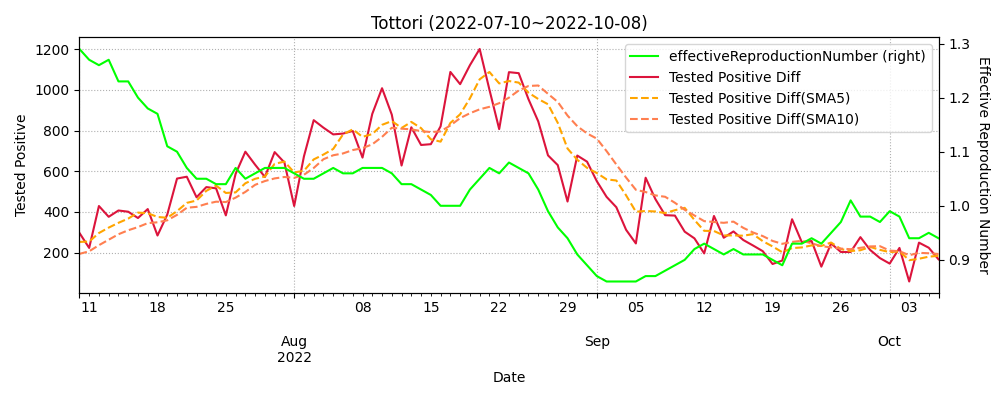 Tottori (2022-07-10~2022-10-08)
1200
1000
800
600
400
200
Tested Positive
1.3
1.2
1.1
1.0
0.9
Effective Reproduction Number
effectiveReproductionNumber (right)
Tested Positive Diff
Tested Positive Diff(SMA5)
Tested Positive Diff(SMA10)
11 18 25 08 15 22 29 05 12 19 26 03
Aug Sep Oct
2022
Date